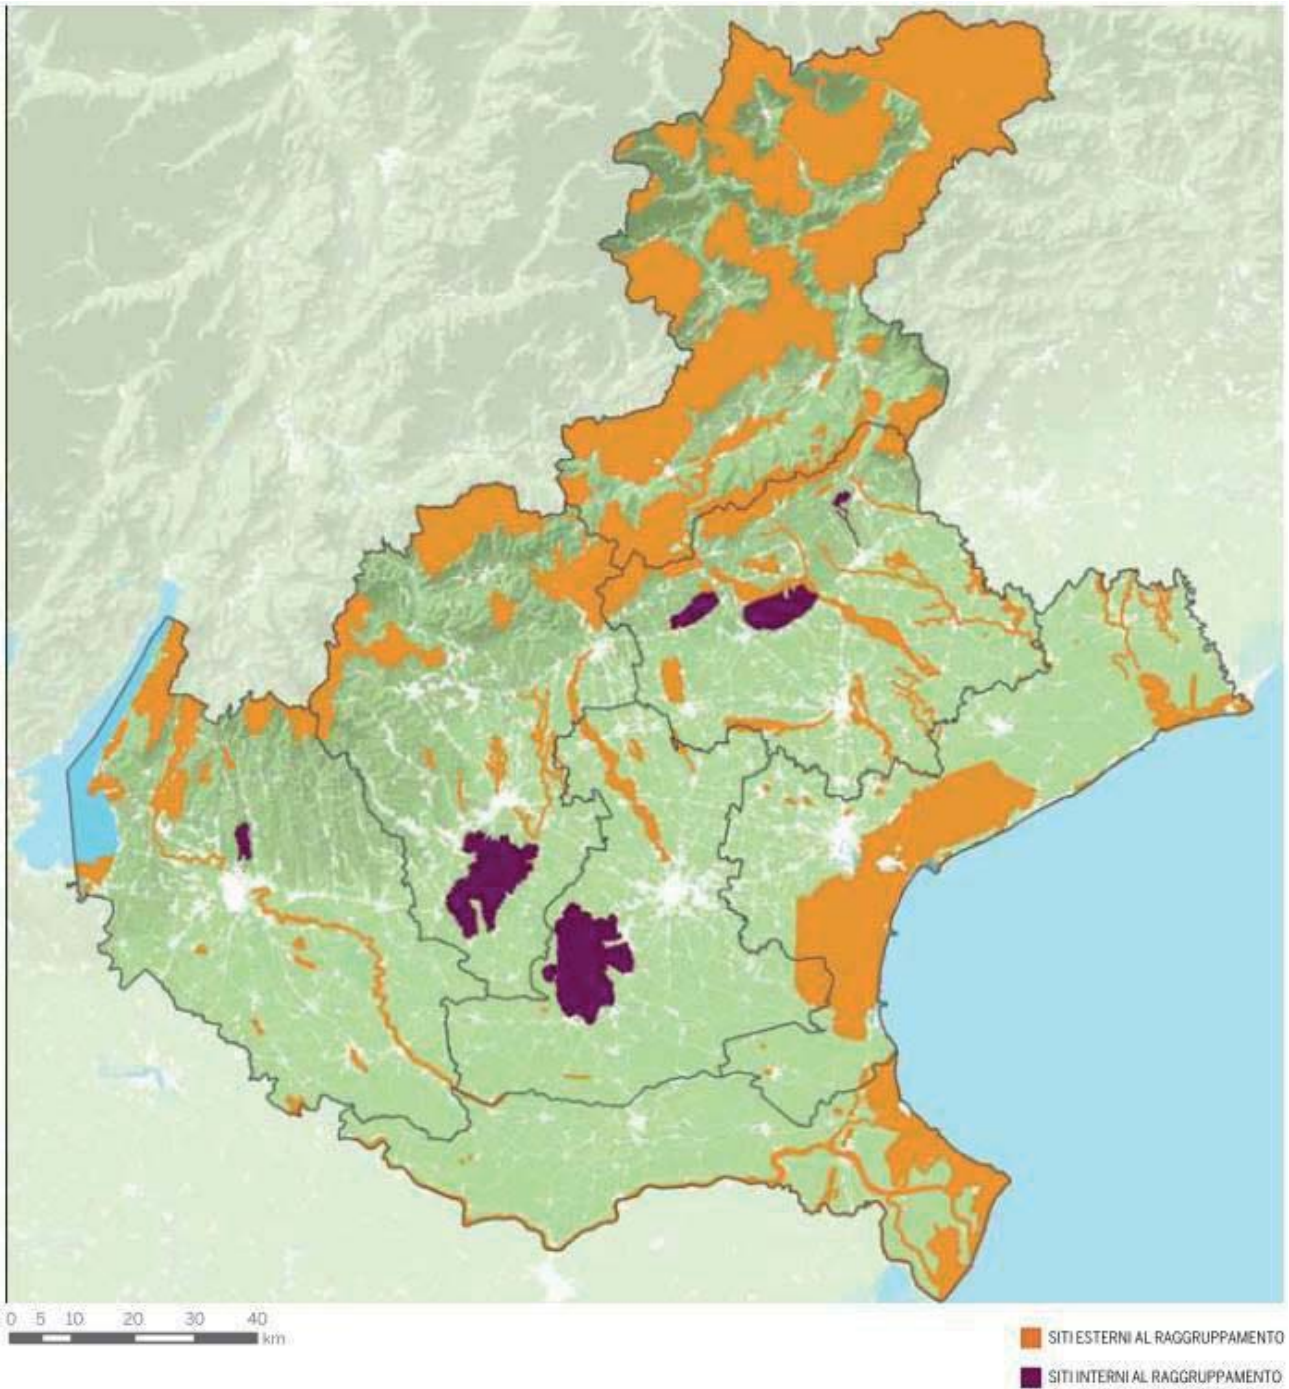 0 5 10 20 30 40
km
SITI ESTERNI AL RAGGRUPPAMENTO
SITI INTERNI AL RAGGRUPPAMENTO